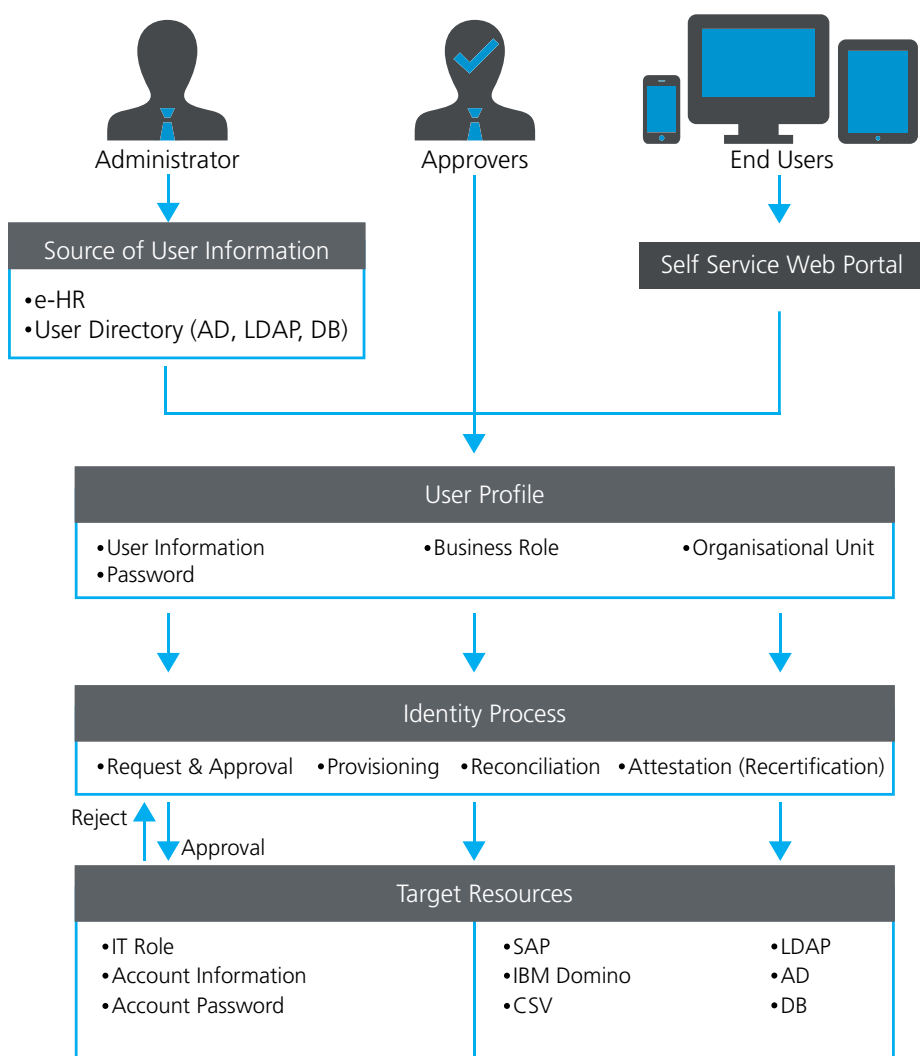 Administrator
Approvers
End Users
Source of User Information
•e-HR
•User Directory (AD, LDAP, DB)
Self Service Web Portal
User Profile
•User Information
•Password
•Business Role
•Organisational Unit
Identity Process
•Request & Approval
•Provisioning
•Reconciliation
•Attestation (Recertification)
Reject
Approval
Target Resources
•IT Role
•Account Information
•Account Password
•SAP
•IBM Domino
•CSV
•LDAP
•AD
•DB